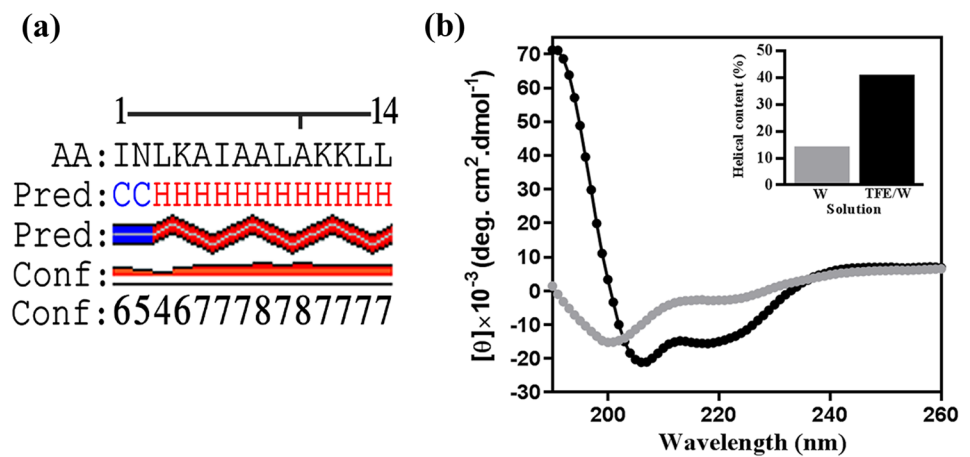 (a)
1 14
AA:INLKAIAALAKKLL
Pred:CCHHHHHHHHHHHH
Pred:
Conf:
Conf:65467778787777
(b)
[θ]×10⁻³ (deg. cm².dmol⁻¹)
70
60
50
40
30
20
10
0
-10
-20
-30
200 220 240 260
Wavelength (nm)
Helical content (%)
50
40
30
20
10
0
W TFE/W
Solution